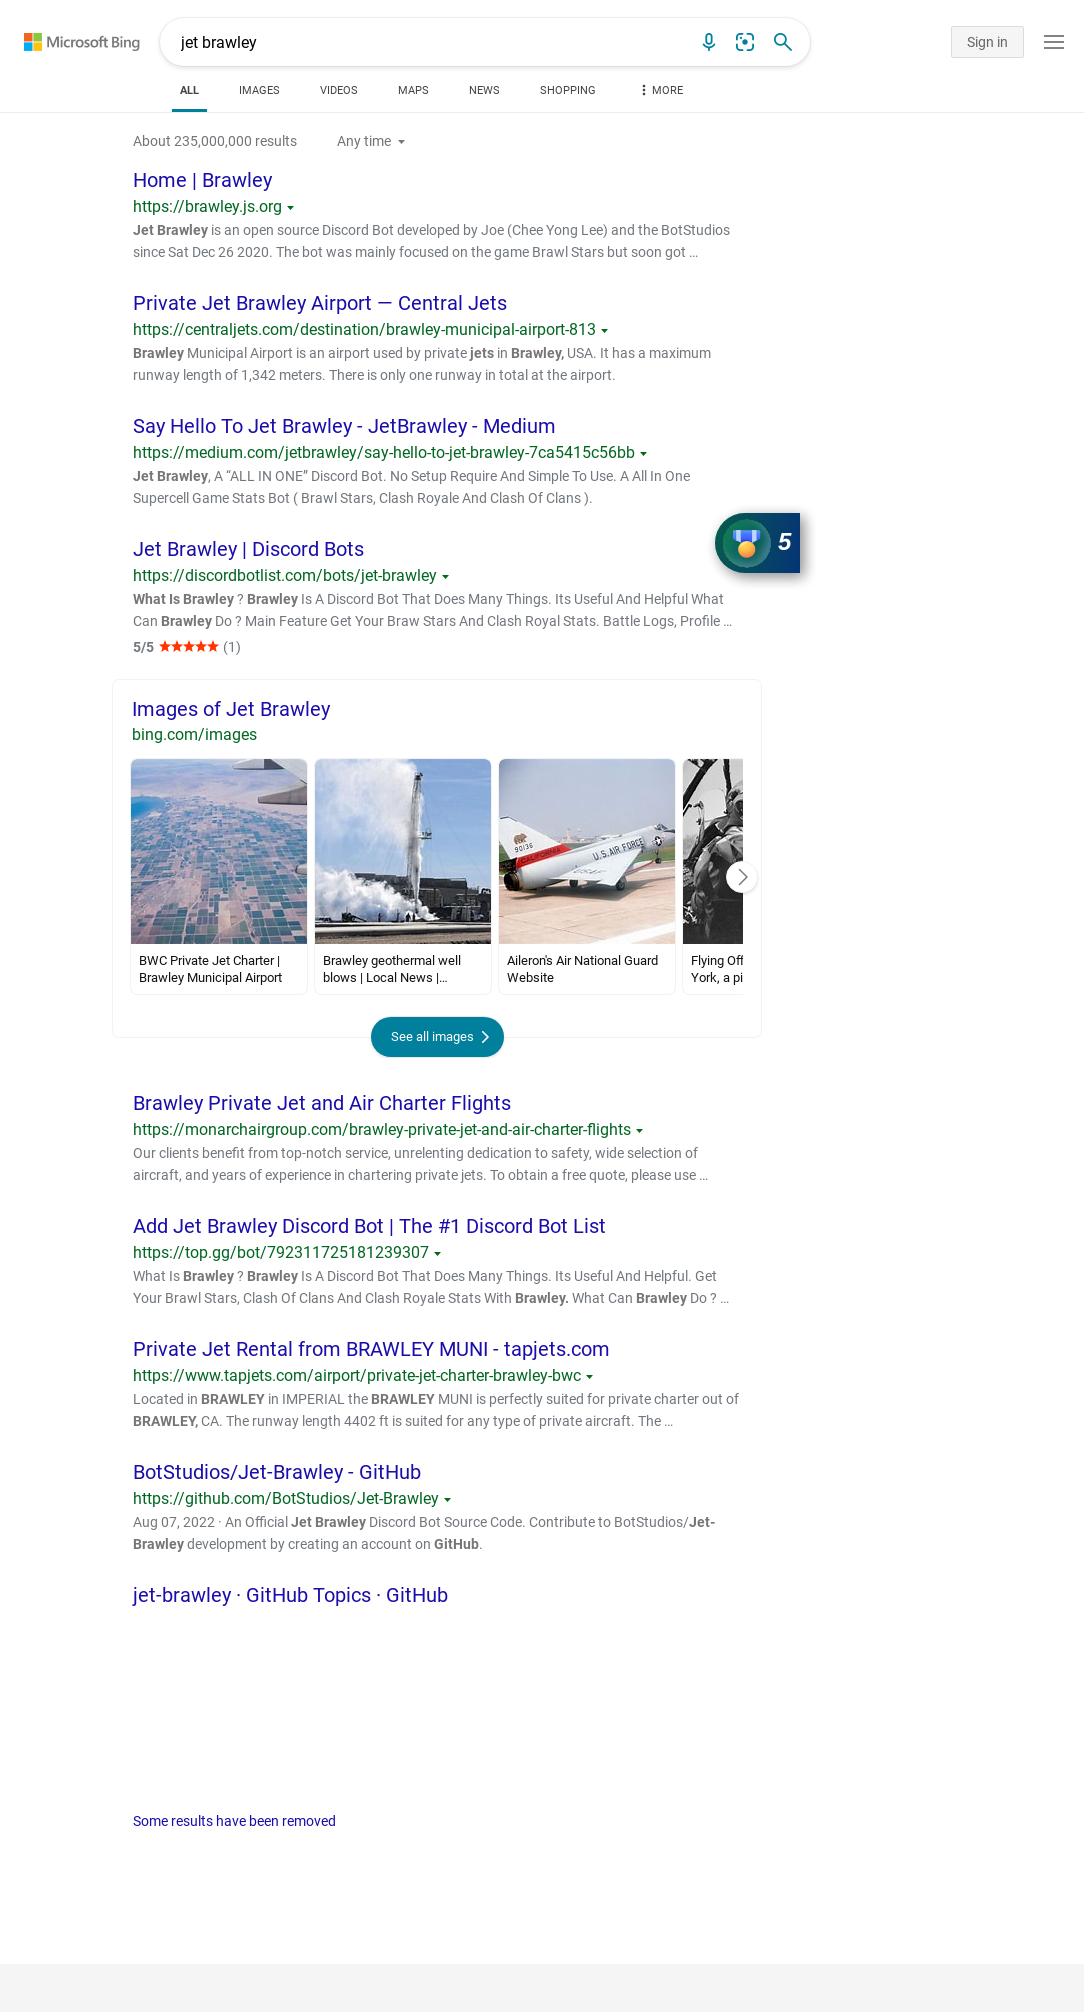 Microsoft Bing
jet brawley
Sign in
ALL IMAGES VIDEOS MAPS NEWS SHOPPING MORE
About 235,000,000 results Any time
Home | Brawley
https://brawley.js.org
Jet Brawley is an open source Discord Bot developed by Joe (Chee Yong Lee) and the BotStudios
since Sat Dec 26 2020. The bot was mainly focused on the game Brawl Stars but soon got ...
Private Jet Brawley Airport — Central Jets
https://centraljets.com/destination/brawley-municipal-airport-813
Brawley Municipal Airport is an airport used by private jets in Brawley, USA. It has a maximum
runway length of 1,342 meters. There is only one runway in total at the airport.
Say Hello To Jet Brawley - JetBrawley - Medium
https://medium.com/jetbrawley/say-hello-to-jet-brawley-7ca5415c56bb
Jet Brawley, A “ALL IN ONE” Discord Bot. No Setup Require And Simple To Use. A All In One
Supercell Game Stats Bot ( Brawl Stars, Clash Royale And Clash Of Clans ).
5
Jet Brawley | Discord Bots
https://discordbotlist.com/bots/jet-brawley
What Is Brawley ? Brawley Is A Discord Bot That Does Many Things. Its Useful And Helpful What
Can Brawley Do ? Main Feature Get Your Braw Stars And Clash Royal Stats. Battle Logs, Profile ...
5/5 ★★★★★ (1)
Images of Jet Brawley
bing.com/images
90136
CALIFORNIA
U.S. AIR FORCE
BWC Private Jet Charter |
Brawley Municipal Airport
Brawley geothermal well
blows | Local News |...
Aileron's Air National Guard
Website
Flying Off
York, a pi
See all images
Brawley Private Jet and Air Charter Flights
https://monarchairgroup.com/brawley-private-jet-and-air-charter-flights
Our clients benefit from top-notch service, unrelenting dedication to safety, wide selection of
aircraft, and years of experience in chartering private jets. To obtain a free quote, please use ...
Add Jet Brawley Discord Bot | The #1 Discord Bot List
https://top.gg/bot/792311725181239307
What Is Brawley ? Brawley Is A Discord Bot That Does Many Things. Its Useful And Helpful. Get
Your Brawl Stars, Clash Of Clans And Clash Royale Stats With Brawley. What Can Brawley Do ? ...
Private Jet Rental from BRAWLEY MUNI - tapjets.com
https://www.tapjets.com/airport/private-jet-charter-brawley-bwc
Located in BRAWLEY in IMPERIAL the BRAWLEY MUNI is perfectly suited for private charter out of
BRAWLEY, CA. The runway length 4402 ft is suited for any type of private aircraft. The ...
BotStudios/Jet-Brawley - GitHub
https://github.com/BotStudios/Jet-Brawley
Aug 07, 2022 · An Official Jet Brawley Discord Bot Source Code. Contribute to BotStudios/Jet-
Brawley development by creating an account on GitHub.
jet-brawley · GitHub Topics · GitHub
Some results have been removed